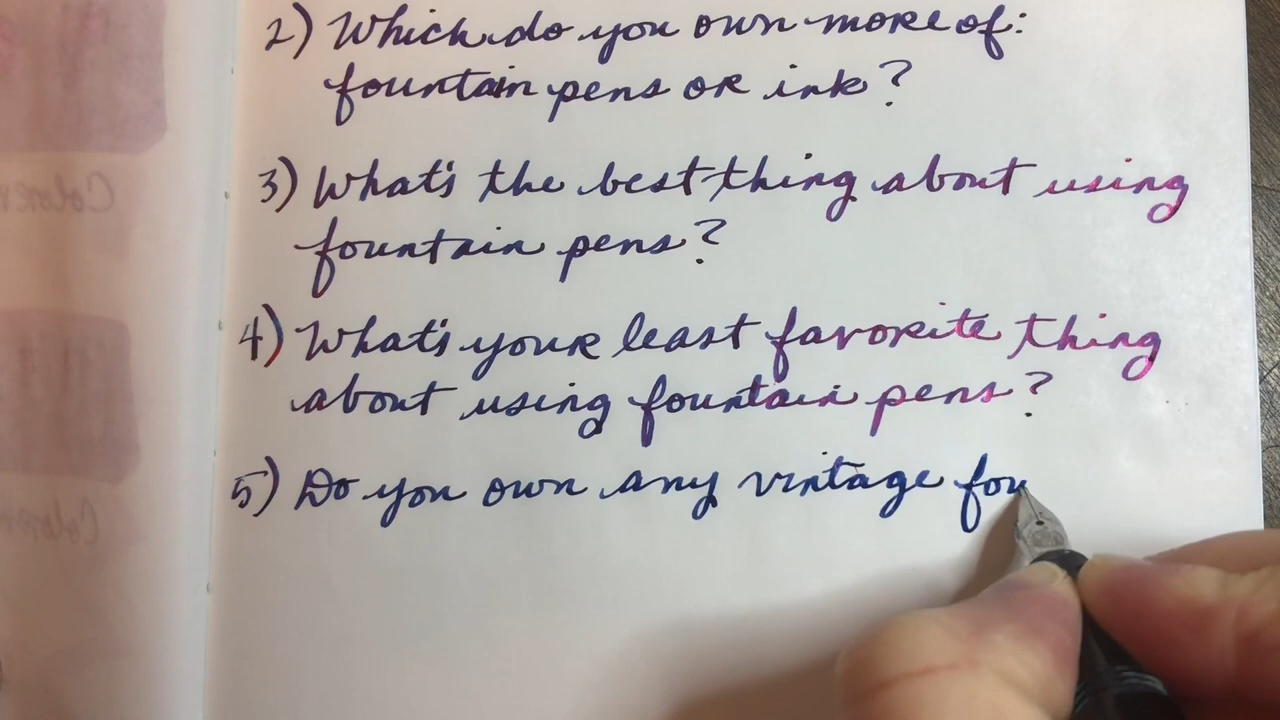 2) Which do you own more of:
fountain pens or ink?
3) What's the best thing about using
fountain pens?
4) What's your least favorite thing
about using fountain pens?
5) Do you own any vintage fou